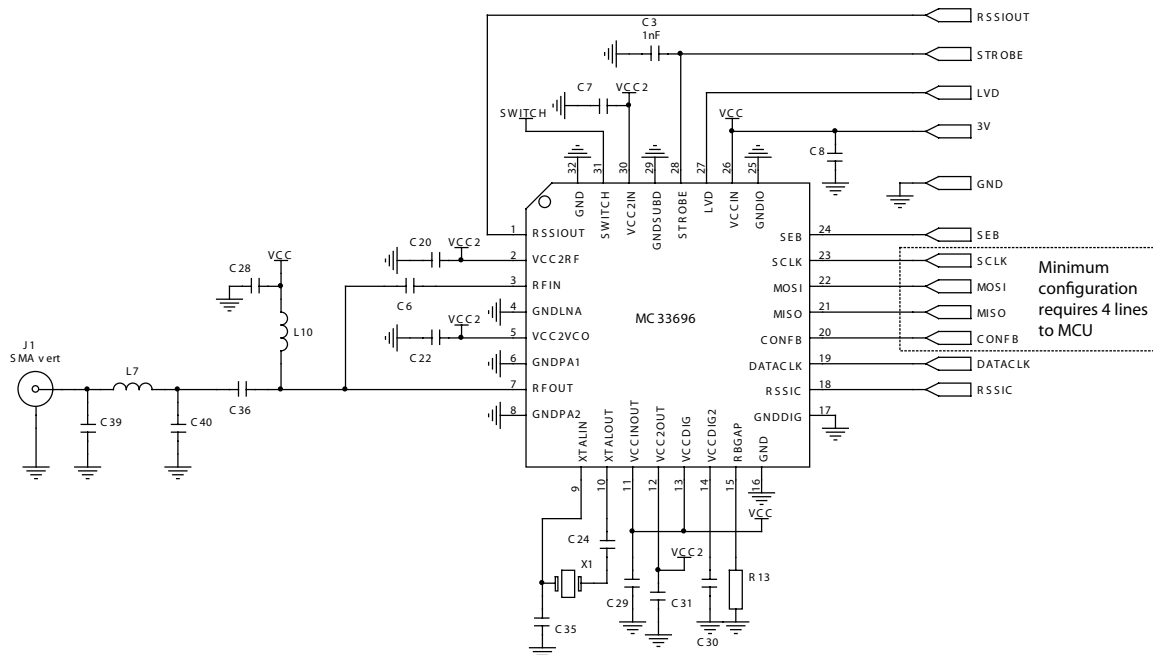 RSSIOUT
C3
1nF
STROBE
C7
VCC2
LVD
SWITCH
VCC
3V
C8
GND
32
31
30
29
28
27
26
25
GND
SWITCH
VCC2IN
GNDSUBD
STROBE
LVD
VCCIN
GNDIO
1
RSSIOUT
SEB
24
SEB
C20
VCC2
2
VCC2RF
SCLK
23
SCLK
C28
VCC
3
RFIN
C6
MOSI
22
MOSI
Minimum
configuration
requires 4 lines
to MCU
4
GNDLNA
MC33696
MISO
21
MISO
L10
VCC2
C22
5
VCC2VCO
CONFB
20
CONFB
J1
SMA vert
6
GNDPA1
DATACLK
19
DATACLK
L7
7
RFOUT
RSSIC
18
RSSIC
C36
C39
C40
8
GNDPA2
GNDDIG
17
XTALIN
XTALOUT
VCCINOUT
VCC2OUT
VCCDIG
VCCDIG2
RBGAP
GND
9
10
11
12
13
14
15
16
VCC
C24
VCC2
X1
R13
C29
C31
C35
C30